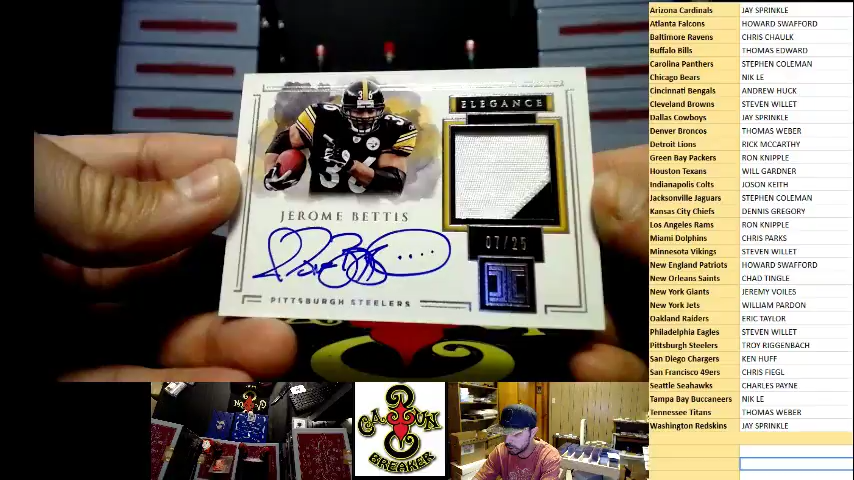 36
36
ELEGANCE
JEROME BETTIS
07/25
PITTSBURGH STEELERS
CAJUN
BREAKER
Arizona Cardinals JAY SPRINKLE
Atlanta Falcons HOWARD SWAFFORD
Baltimore Ravens CHRIS CHAULK
Buffalo Bills THOMAS EDWARD
Carolina Panthers STEPHEN COLEMAN
Chicago Bears NIK LE
Cincinnati Bengals ANDREW HUCK
Cleveland Browns STEVEN WILLET
Dallas Cowboys JAY SPRINKLE
Denver Broncos THOMAS WEBER
Detroit Lions RICK MCCARTHY
Green Bay Packers RON KNIPPLE
Houston Texans WILL GARDNER
Indianapolis Colts JOSON KEITH
Jacksonville Jaguars STEPHEN COLEMAN
Kansas City Chiefs DENNIS GREGORY
Los Angeles Rams RON KNIPPLE
Miami Dolphins CHRIS PARKS
Minnesota Vikings STEVEN WILLET
New England Patriots HOWARD SWAFFORD
New Orleans Saints CHAD TINGLE
New York Giants JEREMY VOILES
New York Jets WILLIAM PARDON
Oakland Raiders ERIC TAYLOR
Philadelphia Eagles STEVEN WILLET
Pittsburgh Steelers TROY RIGGENBACH
San Diego Chargers KEN HUFF
San Francisco 49ers CHRIS FIEGL
Seattle Seahawks CHARLES PAYNE
Tampa Bay Buccaneers NIK LE
Tennessee Titans THOMAS WEBER
Washington Redskins JAY SPRINKLE